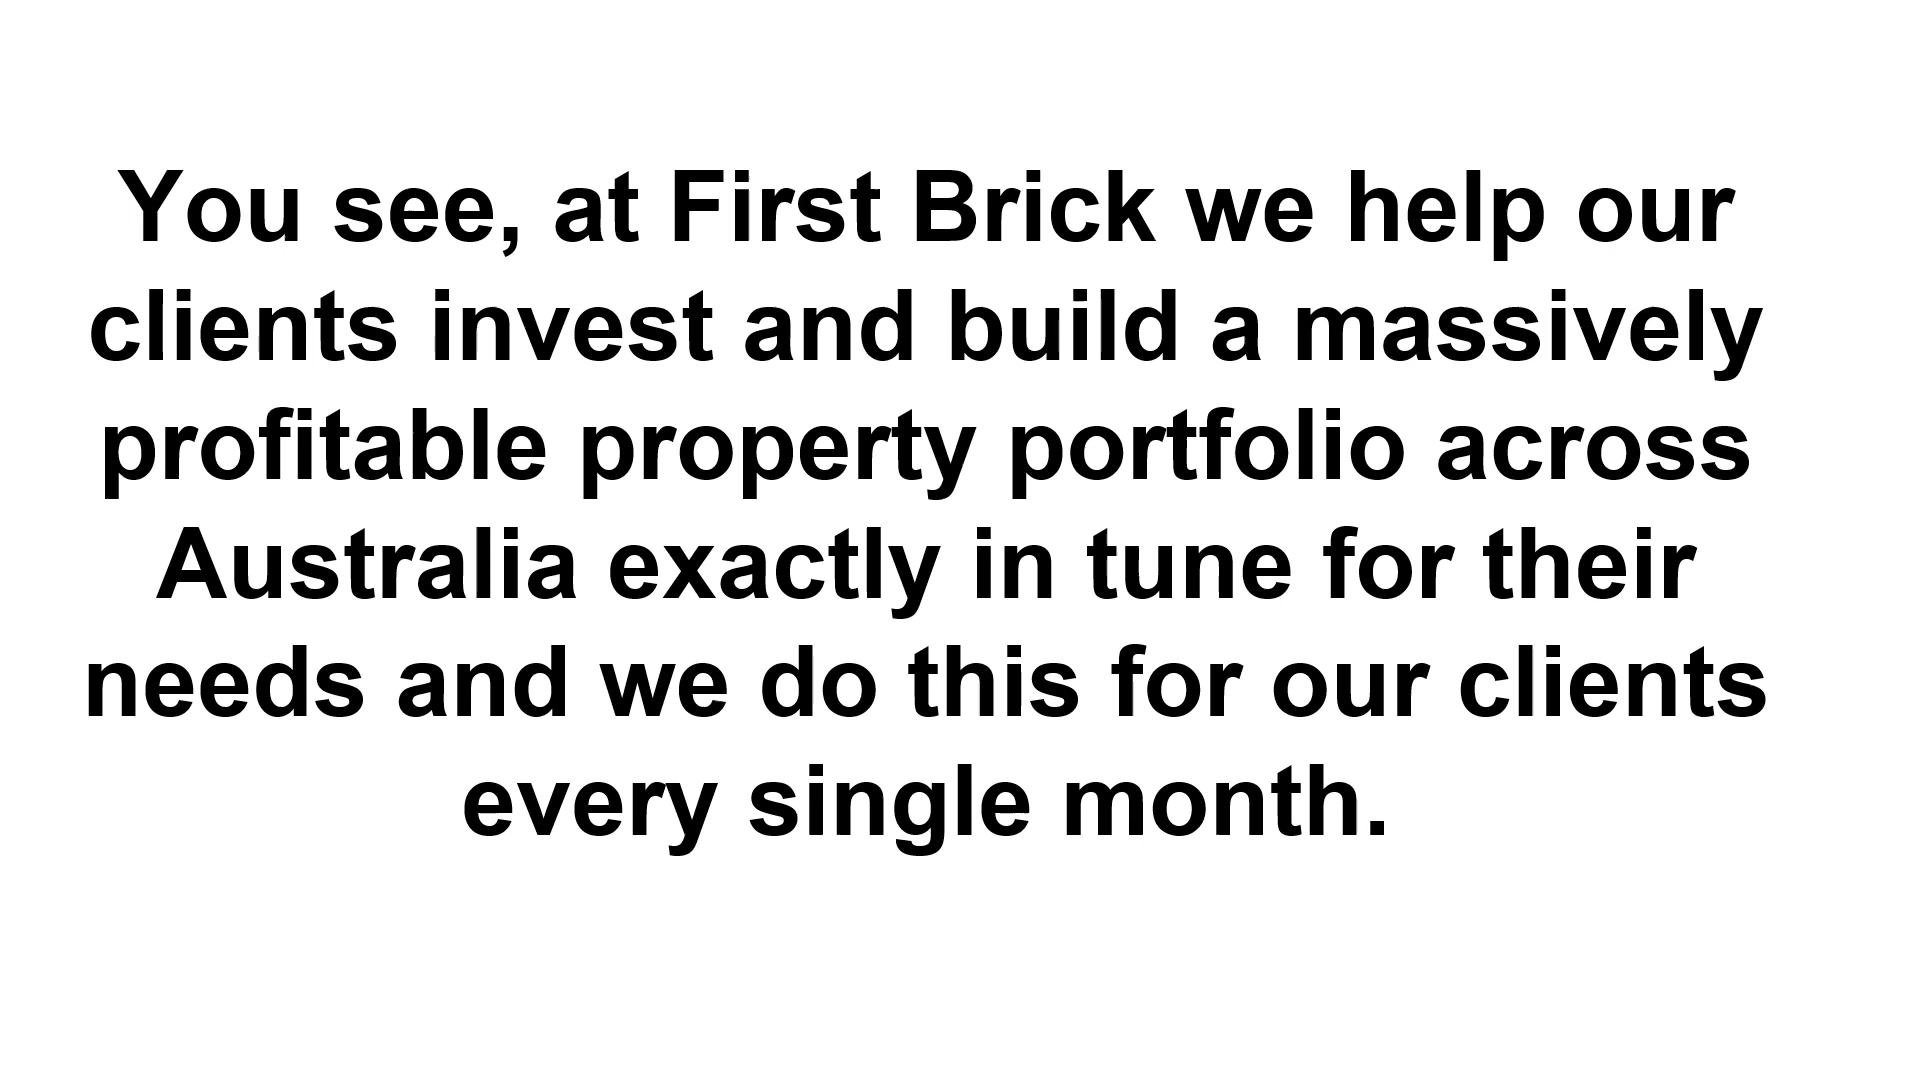 You see, at First Brick we help our
clients invest and build a massively
profitable property portfolio across
Australia exactly in tune for their
needs and we do this for our clients
every single month.